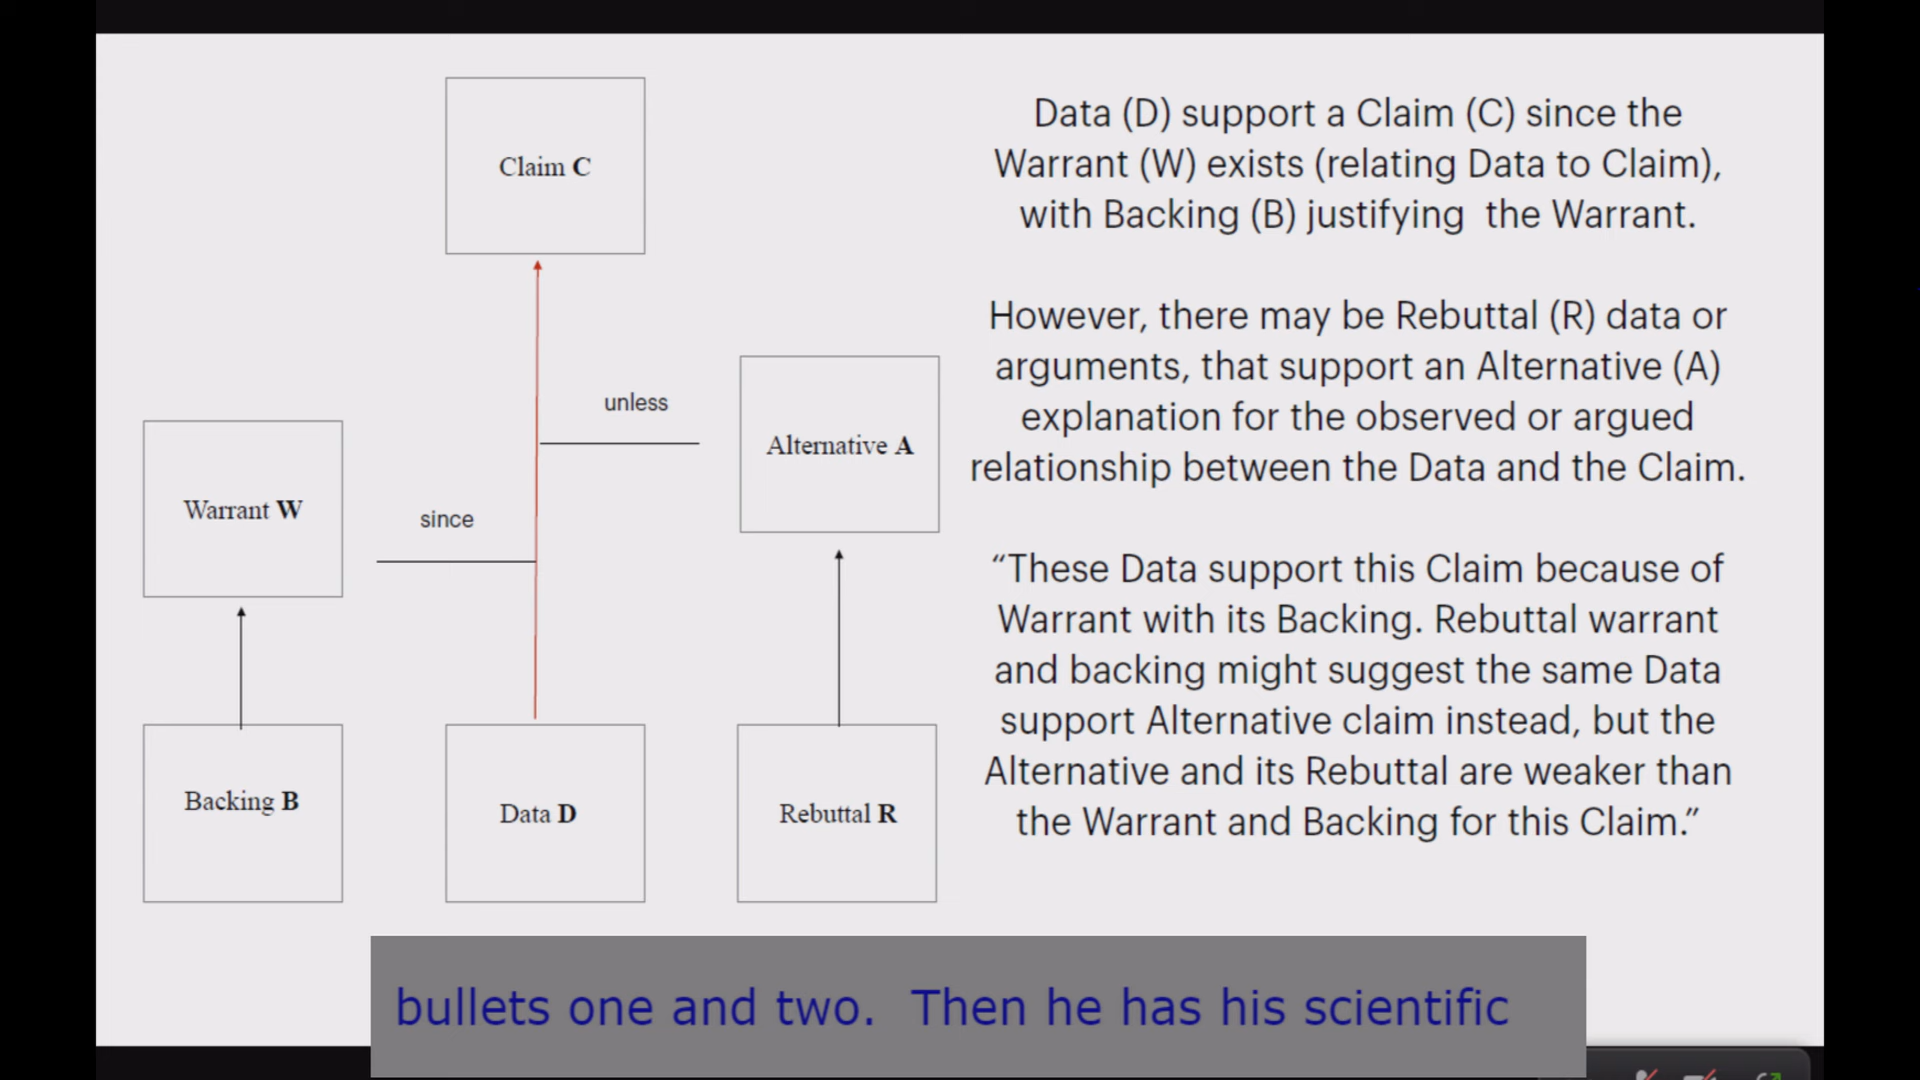 Claim C
unless
Alternative A
Warrant W
since
Backing B
Data D
Rebuttal R
Data (D) support a Claim (C) since the
Warrant (W) exists (relating Data to Claim),
with Backing (B) justifying the Warrant.
However, there may be Rebuttal (R) data or
arguments, that support an Alternative (A)
explanation for the observed or argued
relationship between the Data and the Claim.
“These Data support this Claim because of
Warrant with its Backing. Rebuttal warrant
and backing might suggest the same Data
support Alternative claim instead, but the
Alternative and its Rebuttal are weaker than
the Warrant and Backing for this Claim.”
bullets one and two. Then he has his scientific